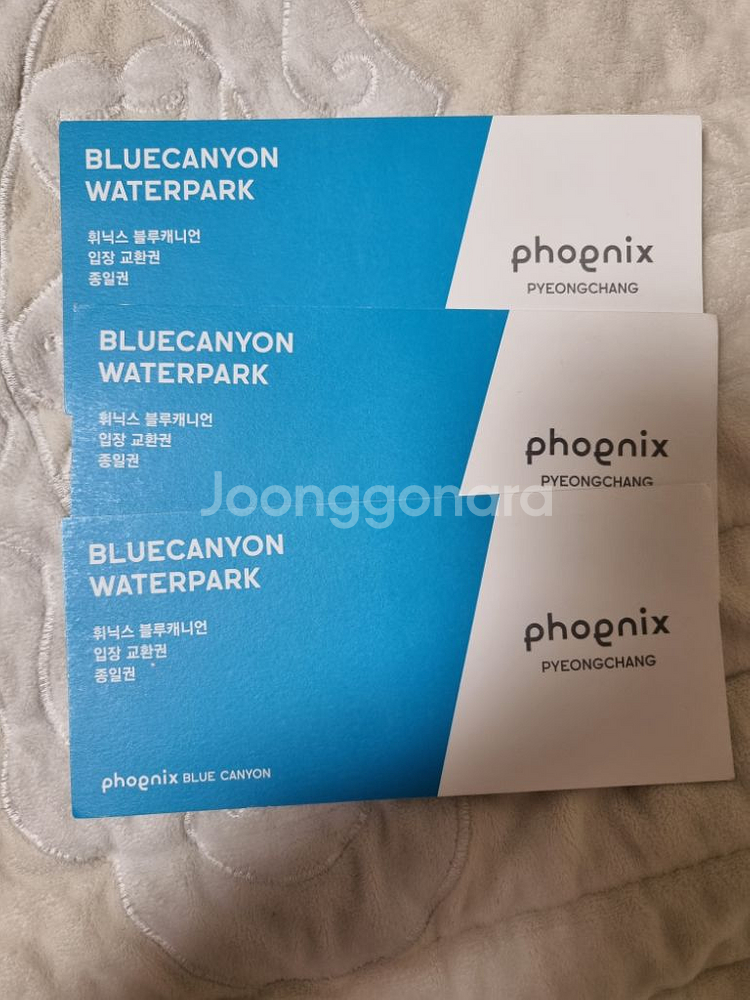 BLUECANYON
WATERPARK
휘닉스 블루캐니언
입장 교환권
종일권
phoenix
PYEONGCHANG
BLUECANYON
WATERPARK
휘닉스 블루캐니언
입장 교환권
종일권
phoenix
PYEONGCHANG
Joonggonara
BLUECANYON
WATERPARK
휘닉스 블루캐니언
입장 교환권
종일권
phoenix
PYEONGCHANG
phoenix BLUE CANYON